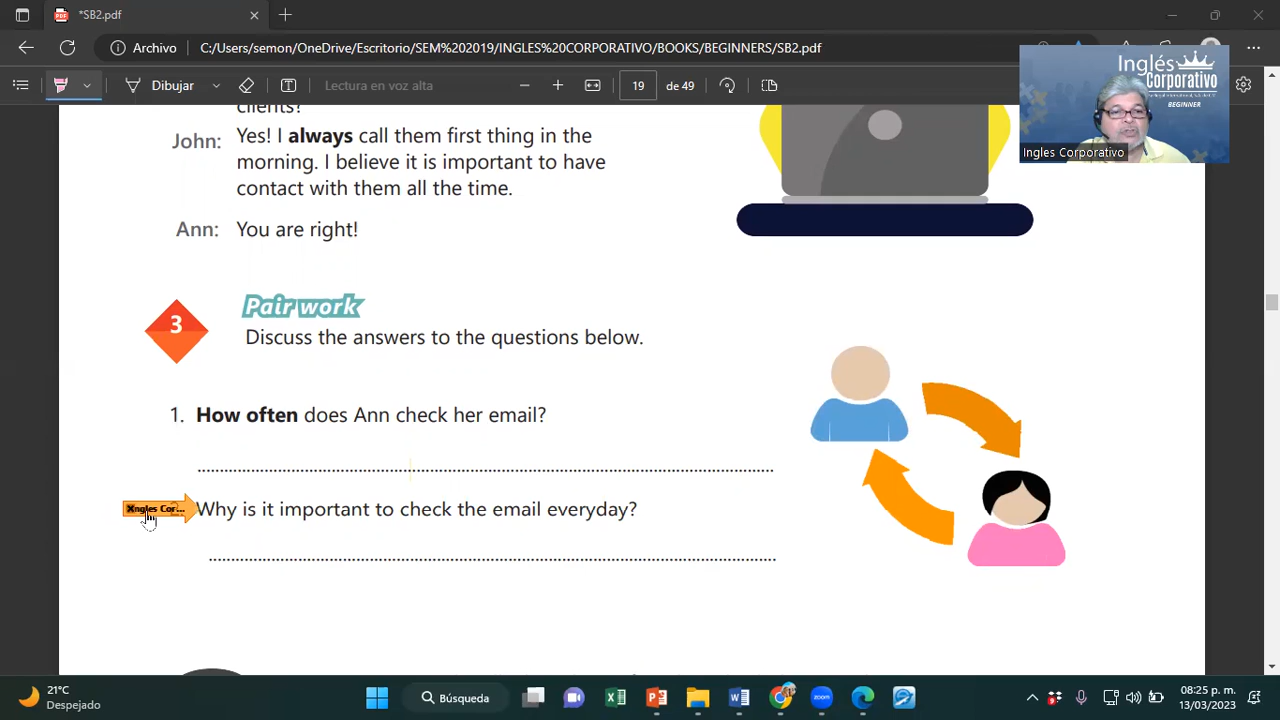 *SB2.pdf
Archivo
C:/Users/semon/OneDrive/Escritorio/SEM%202019/INGLES%20CORPORATIVO/BOOKS/BEGINNERS/SB2.pdf
Dibujar
Lectura en voz alta
19 de 49
Inglés Corporativo
BEGINNER
Ingles Corporativo
clients?
John: Yes! I always call them first thing in the
morning. I believe it is important to have
contact with them all the time.
Ann: You are right!
3
Pair work
Discuss the answers to the questions below.
1. How often does Ann check her email?
Ingles Cor...
Why is it important to check the email everyday?
21°C
Despejado
Búsqueda
08:25 p. m.
13/03/2023